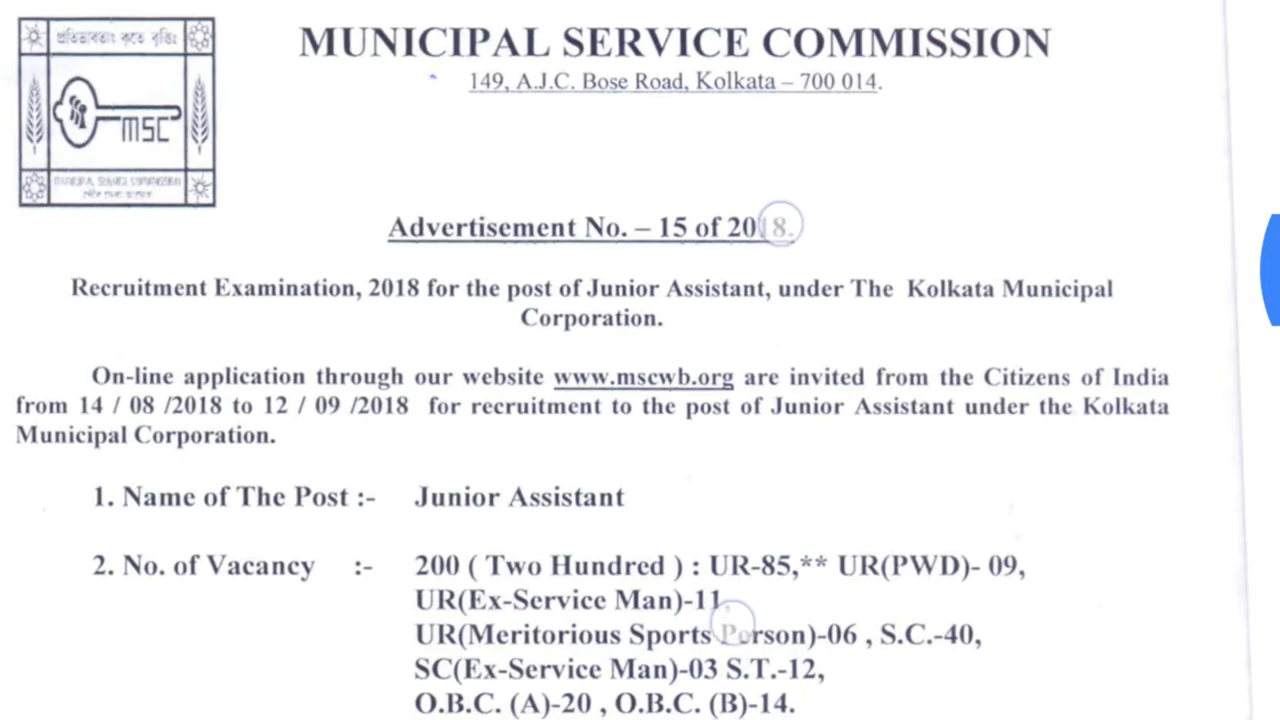 প্রতিভাবতাং কৃতে বৃত্তিঃ
MSC
MUNICIPAL SERVICE COMMISSION
MUNICIPAL SERVICE COMMISSION
149, A.J.C. Bose Road, Kolkata – 700 014.
Advertisement No. – 15 of 2018.
Recruitment Examination, 2018 for the post of Junior Assistant, under The Kolkata Municipal
Corporation.
On-line application through our website www.mscwb.org are invited from the Citizens of India
from 14 / 08 /2018 to 12 / 09 /2018 for recruitment to the post of Junior Assistant under the Kolkata
Municipal Corporation.
1. Name of The Post :- Junior Assistant
2. No. of Vacancy :- 200 ( Two Hundred ) : UR-85,** UR(PWD)- 09,
UR(Ex-Service Man)-11,
UR(Meritorious Sports Person)-06 , S.C.-40,
SC(Ex-Service Man)-03 S.T.-12,
O.B.C. (A)-20 , O.B.C. (B)-14.